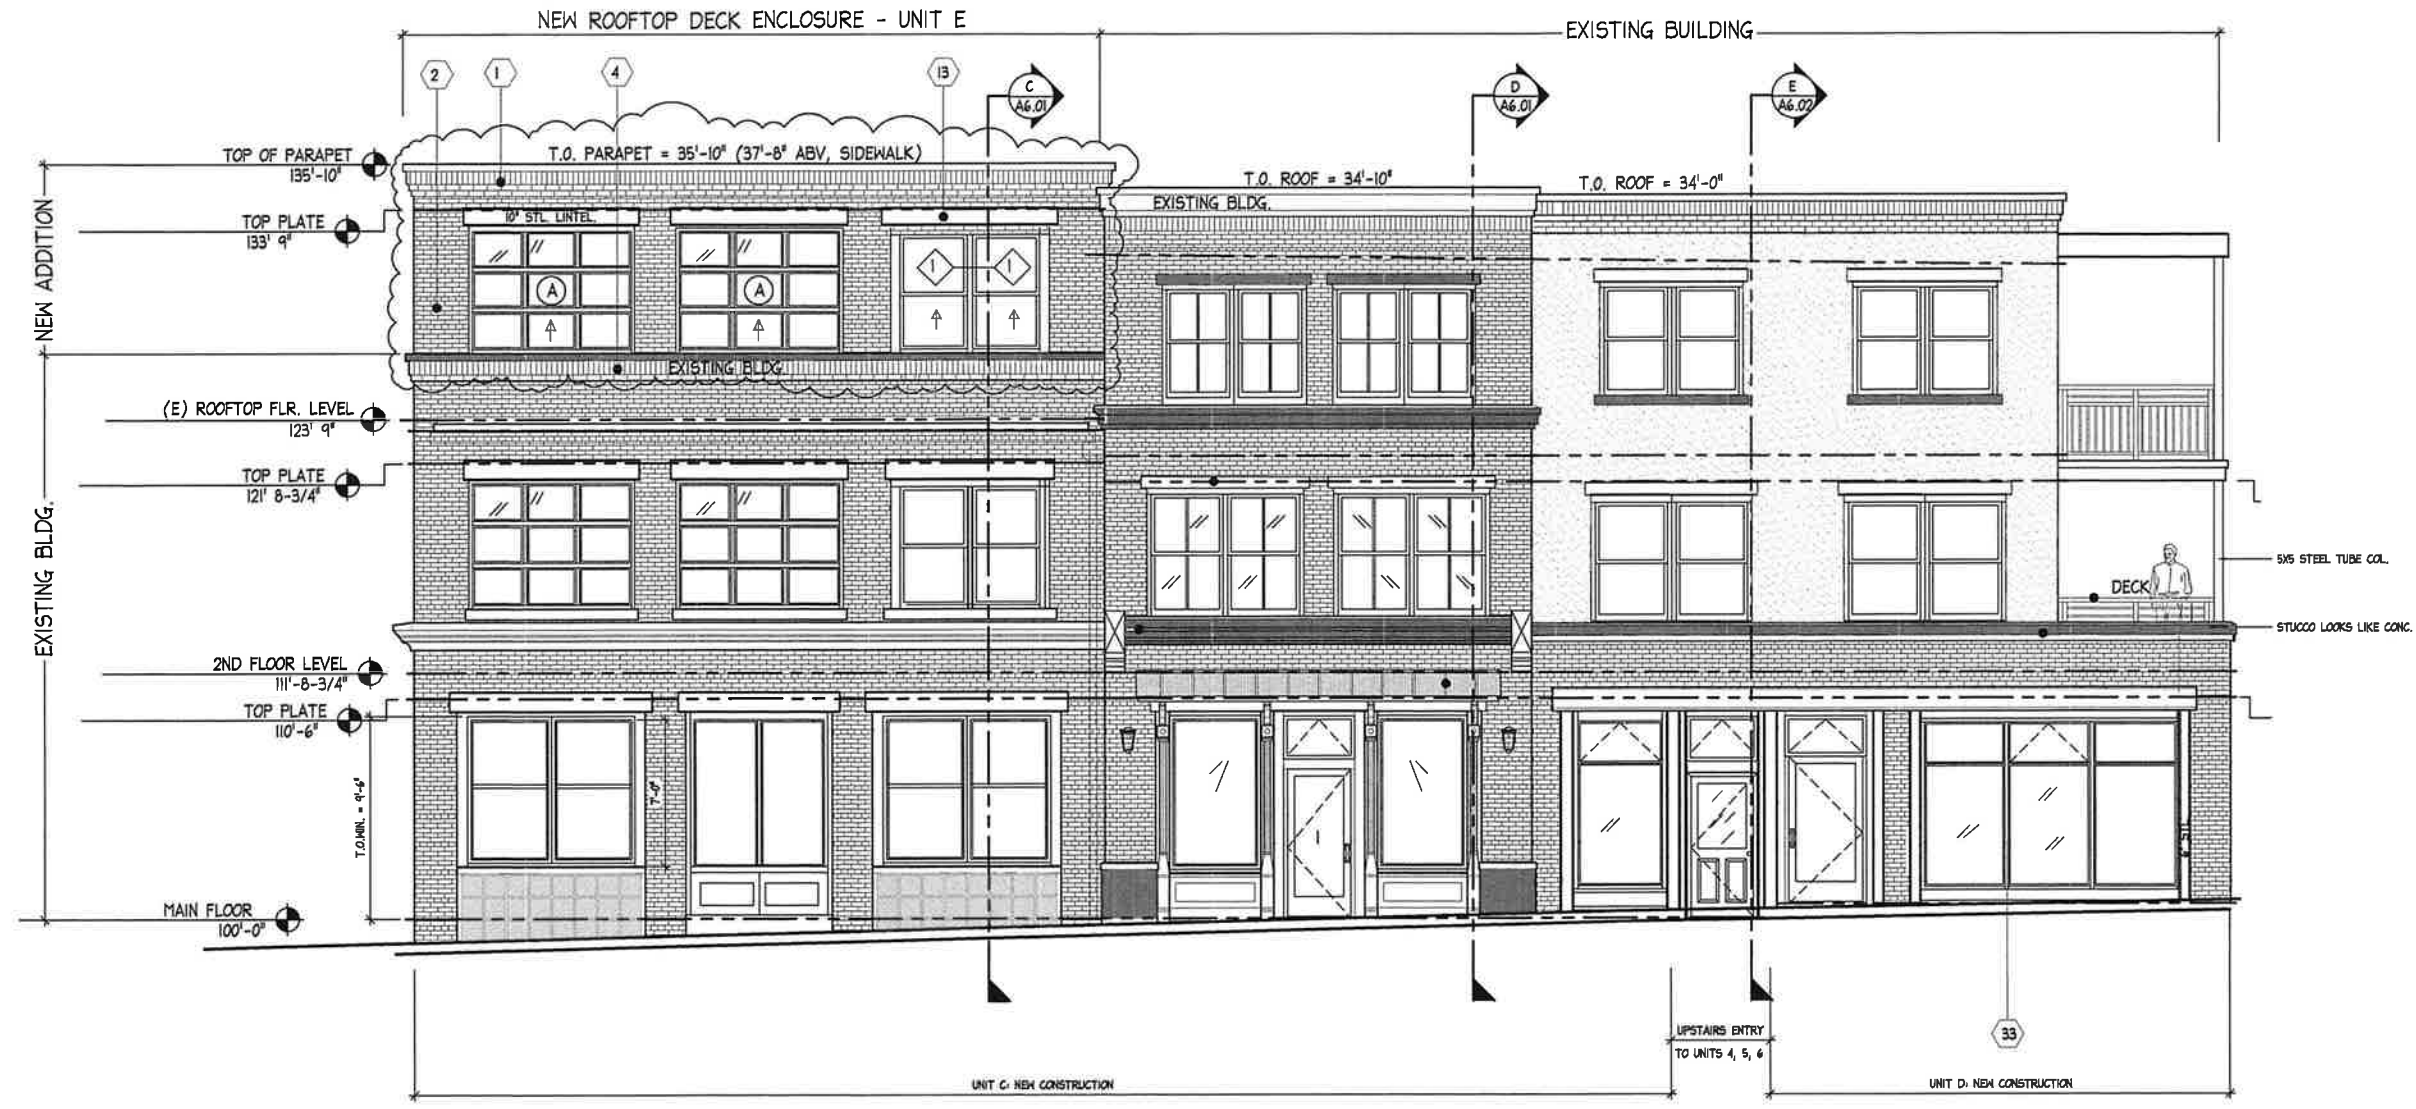 NEW ROOFTOP DECK ENCLOSURE - UNIT E
EXISTING BUILDING
2
1
4
13
C
A6.01
D
A6.01
E
A6.02
TOP OF PARAPET
135'-10"
T.O. PARAPET = 35'-10" (37'-8" ABV, SIDEWALK)
T.O. ROOF = 34'-10"
T.O. ROOF = 34'-0"
EXISTING BLDG.
TOP PLATE
133' 9"
10" STL. LINTEL.
NEW ADDITION
A
A
1
1
EXISTING BLDG.
(E) ROOFTOP FLR. LEVEL
123' 9"
TOP PLATE
121' 8-3/4"
EXISTING BLDG.
5X5 STEEL TUBE COL.
DECK
STUCCO LOOKS LIKE CONC.
2ND FLOOR LEVEL
111'-8-3/4"
TOP PLATE
110'-6"
T.O.WIN. = 9'-6"
7'-0"
1
MAIN FLOOR
100'-0"
UPSTAIRS ENTRY
TO UNITS 4, 5, 6
33
UNIT C: NEW CONSTRUCTION
UNIT D: NEW CONSTRUCTION